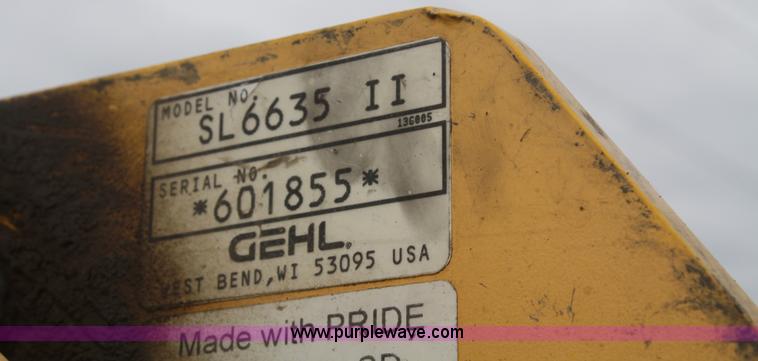 MODEL NO.
SL6635 II
13G005
SERIAL NO.
*601855*
GEHL®
WEST BEND, WI 53095 USA
Made with PRIDE
www.purplewave.com